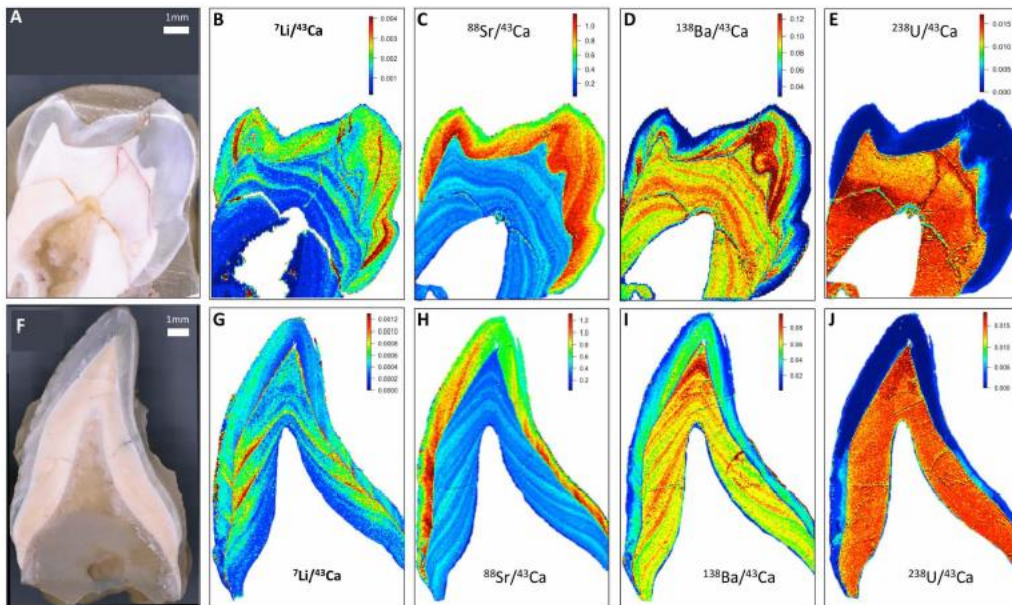 A
1mm
B
⁷Li/⁴³Ca
0.004
0.003
0.002
0.001
C
⁸⁸Sr/⁴³Ca
1.0
0.8
0.6
0.4
0.2
D
¹³⁸Ba/⁴³Ca
0.12
0.10
0.08
0.06
0.04
E
²³⁸U/⁴³Ca
0.015
0.010
0.005
0.000
F
1mm
G
0.0012
0.0010
0.0008
0.0006
0.0004
0.0002
0.0000
⁷Li/⁴³Ca
H
1.2
1.0
0.8
0.6
0.4
0.2
⁸⁸Sr/⁴³Ca
I
0.08
0.06
0.04
0.02
¹³⁸Ba/⁴³Ca
J
0.015
0.010
0.005
0.000
²³⁸U/⁴³Ca